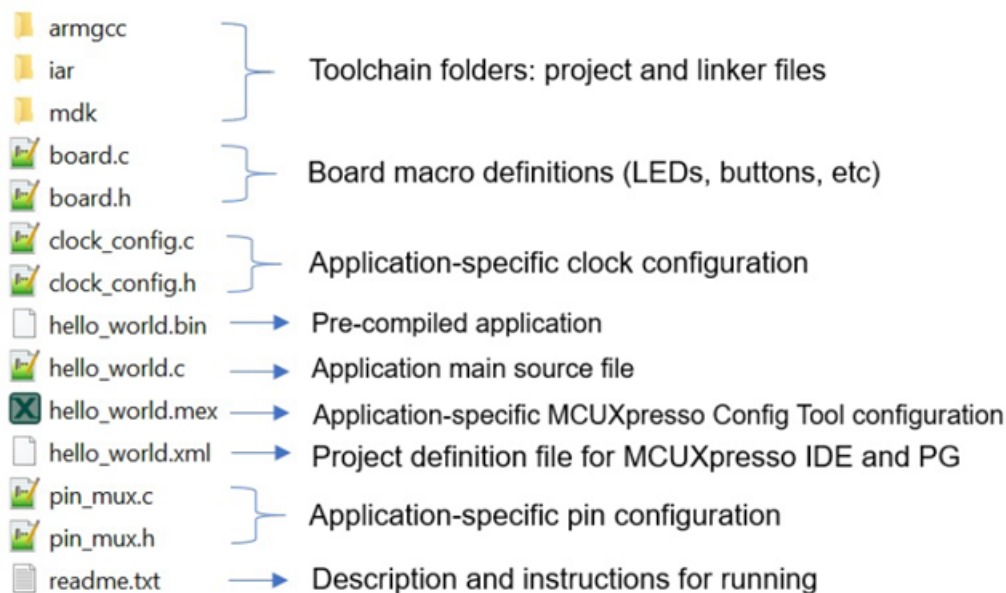 armgcc
iar
mdk
Toolchain folders: project and linker files
board.c
board.h
Board macro definitions (LEDs, buttons, etc)
clock_config.c
clock_config.h
Application-specific clock configuration
hello_world.bin
Pre-compiled application
hello_world.c
Application main source file
hello_world.mex
Application-specific MCUXpresso Config Tool configuration
hello_world.xml
Project definition file for MCUXpresso IDE and PG
pin_mux.c
pin_mux.h
Application-specific pin configuration
readme.txt
Description and instructions for running